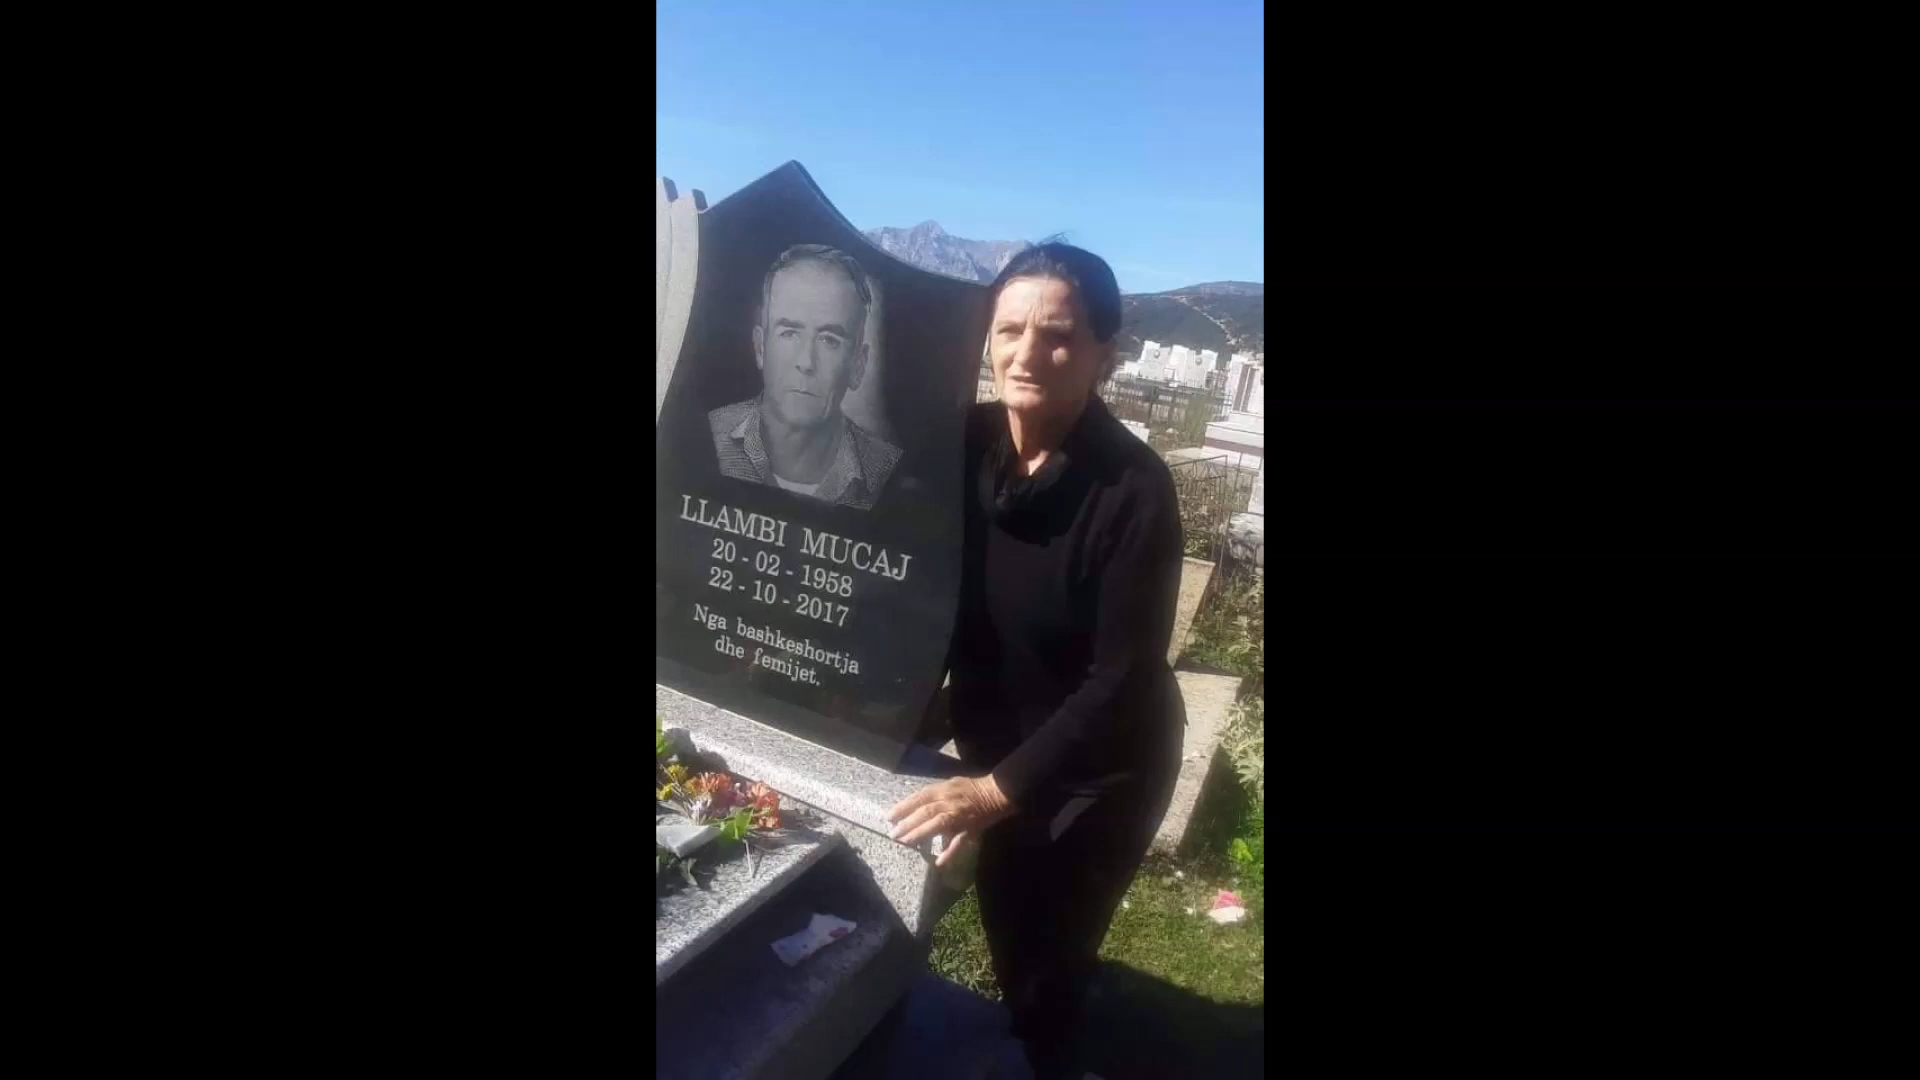 LLAMBI MUCAJ
20 - 02 - 1958
22 - 10 - 2017
Nga bashkeshortja
dhe femijet.